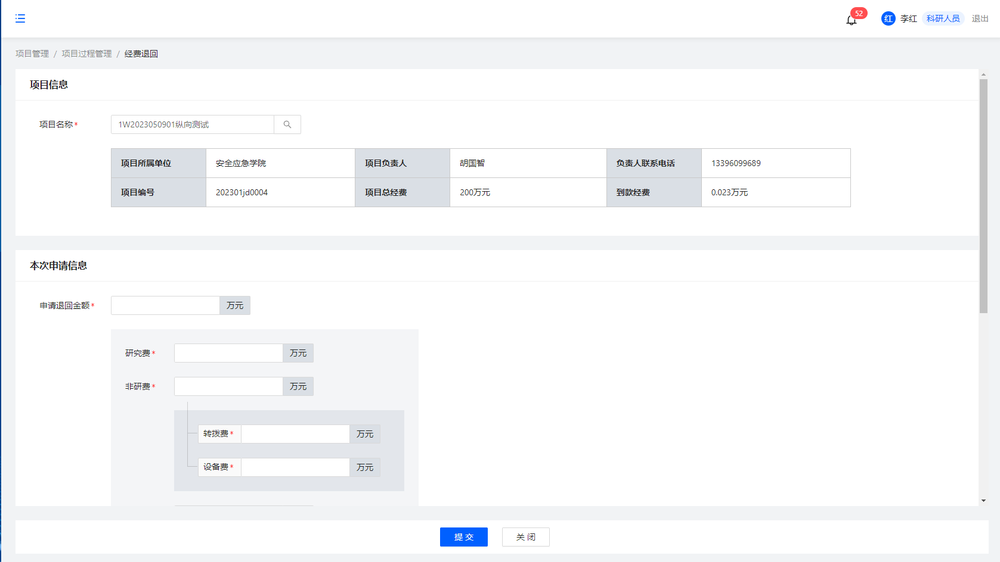 52
红 李红 科研人员 退出
项目管理 / 项目过程管理 / 经费退回
项目信息
项目名称* 1W2023050901纵向测试
项目所属单位 安全应急学院 项目负责人 胡国智 负责人联系电话 13396099689
项目编号 202301jd0004 项目总经费 200万元 到款经费 0.023万元
本次申请信息
申请退回金额* 万元
研究费* 万元
非研费* 万元
转拨费* 万元
设备费* 万元
提交 关闭